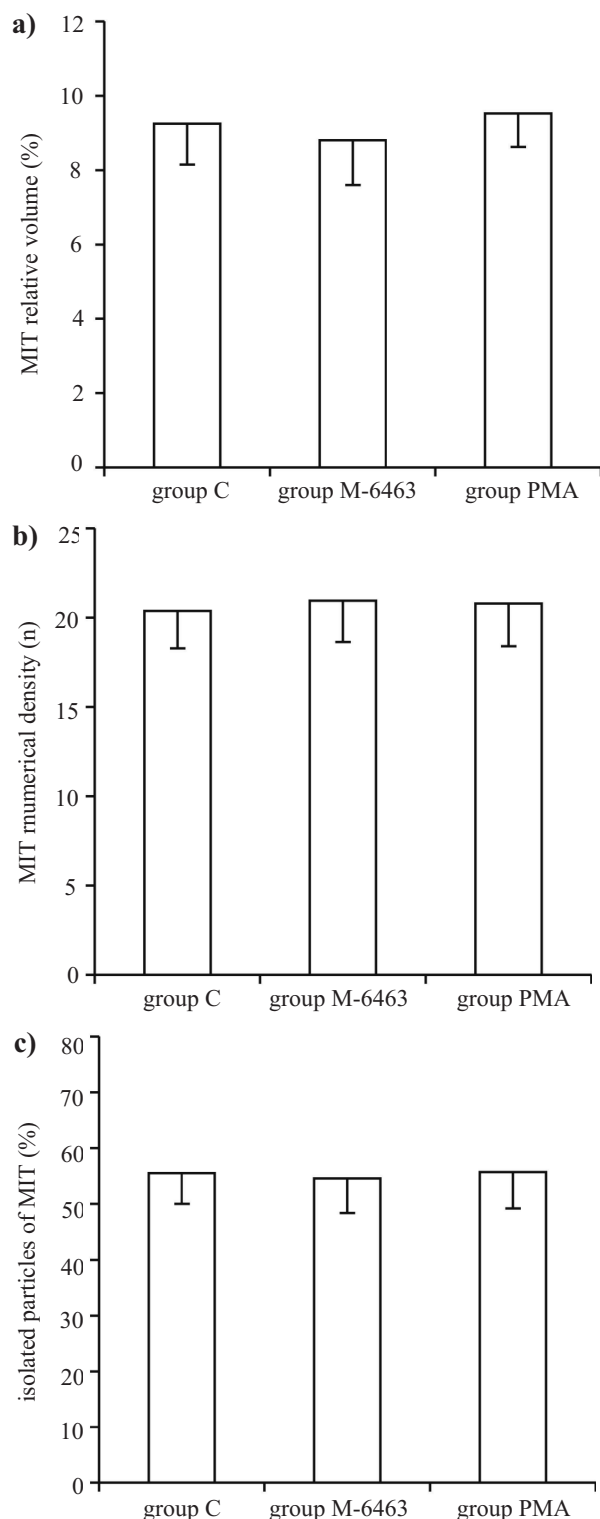 a)
MIT relative volume (%)
12
10
8
6
4
2
0
group C group M-6463 group PMA
b)
MIT rnumerical density (n)
25
20
15
10
5
0
group C group M-6463 group PMA
c)
isolated particles of MIT (%)
80
70
60
50
40
30
20
10
0
group C group M-6463 group PMA